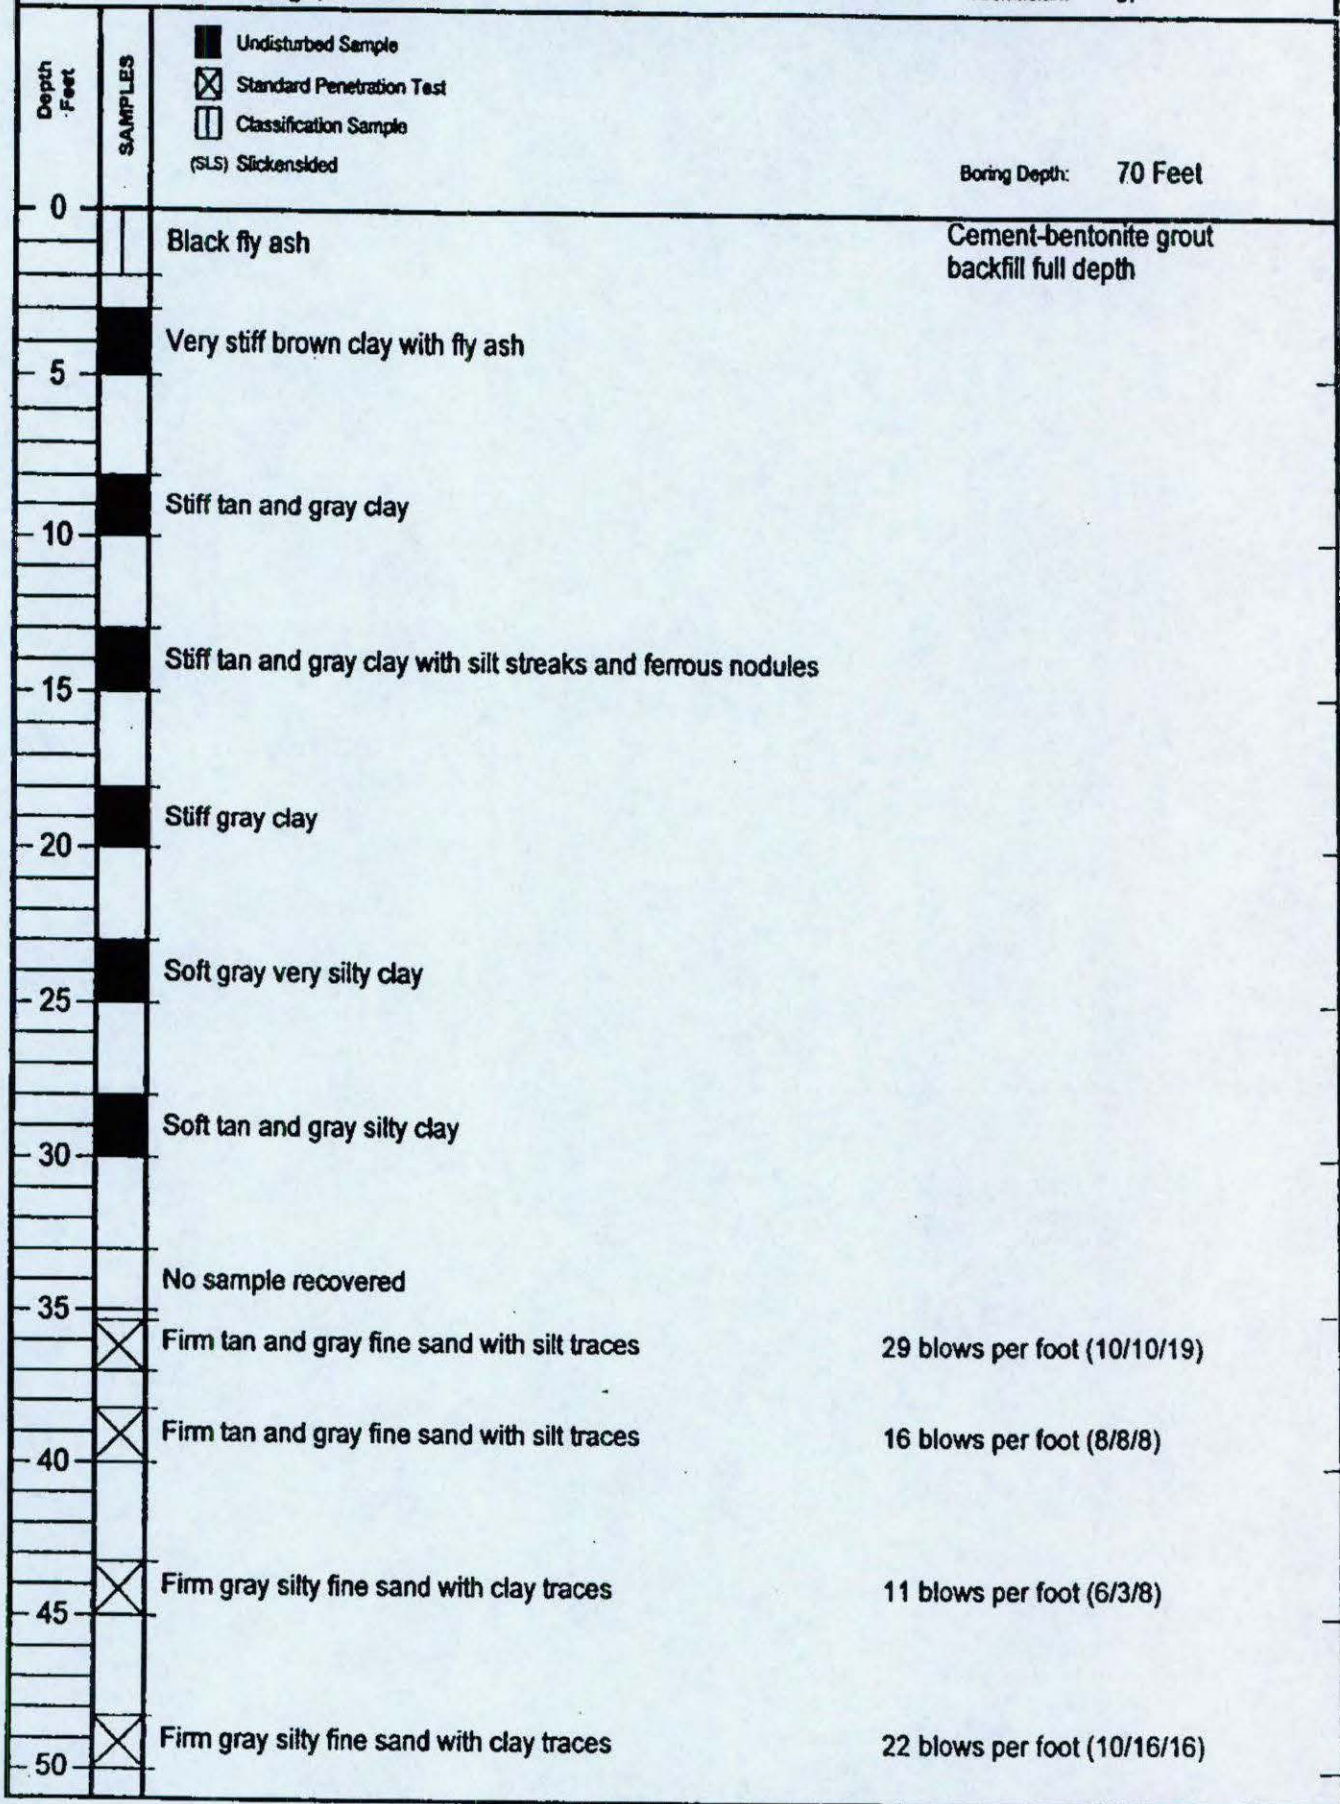 Depth
Feet
SAMPLES
Undisturbed Sample
Standard Penetration Test
Classification Sample
(SLS) Slickensided
Boring Depth: 70 Feet
0
Black fly ash
Cement-bentonite grout
backfill full depth
Very stiff brown clay with fly ash
5
Stiff tan and gray clay
10
Stiff tan and gray clay with silt streaks and ferrous nodules
15
Stiff gray clay
20
Soft gray very silty clay
25
Soft tan and gray silty clay
30
No sample recovered
35
Firm tan and gray fine sand with silt traces 29 blows per foot (10/10/19)
Firm tan and gray fine sand with silt traces 16 blows per foot (8/8/8)
40
Firm gray silty fine sand with clay traces 11 blows per foot (6/3/8)
45
Firm gray silty fine sand with clay traces 22 blows per foot (10/16/16)
50